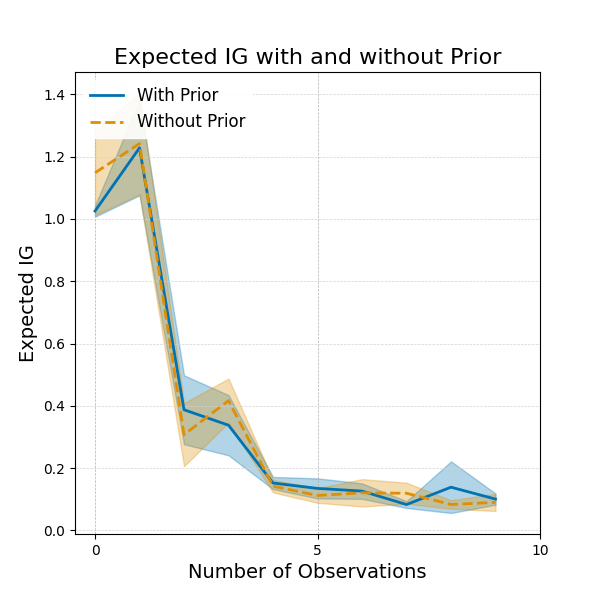 Expected IG with and without Prior
With Prior
Without Prior
Expected IG
1.4
1.2
1.0
0.8
0.6
0.4
0.2
0.0
0
5
10
Number of Observations